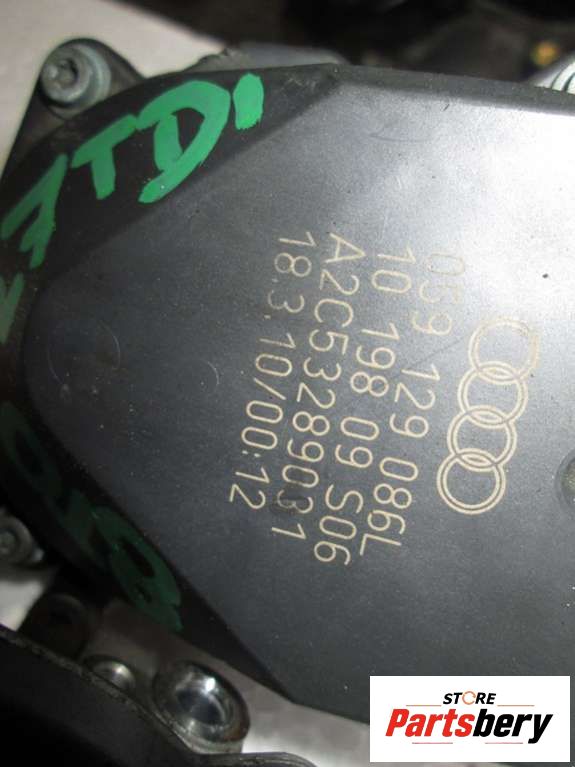 TDI
059 129 086L
10 198 09 S06
A2C53289031
18.3.10/00:12
STORE
Partsbery